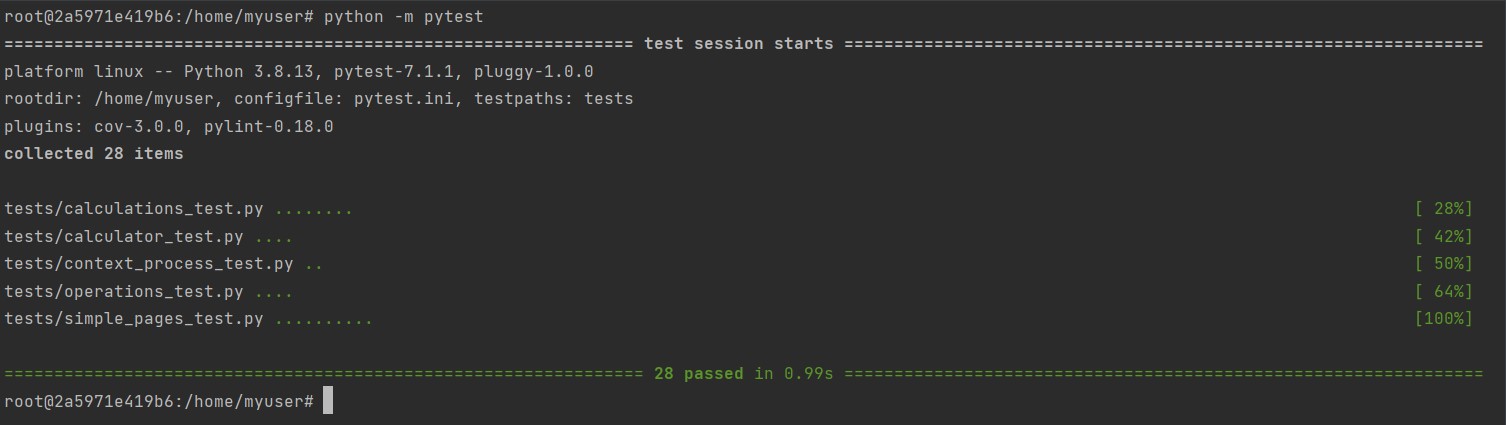 root@2a5971e419b6:/home/myuser# python -m pytest
=============================================================== test session starts ================================================================
platform linux -- Python 3.8.13, pytest-7.1.1, pluggy-1.0.0
rootdir: /home/myuser, configfile: pytest.ini, testpaths: tests
plugins: cov-3.0.0, pylint-0.18.0
collected 28 items
tests/calculations_test.py ........ [ 28%]
tests/calculator_test.py .... [ 42%]
tests/context_process_test.py .. [ 50%]
tests/operations_test.py .... [ 64%]
tests/simple_pages_test.py .......... [100%]
================================================================ 28 passed in 0.99s ================================================================
root@2a5971e419b6:/home/myuser#